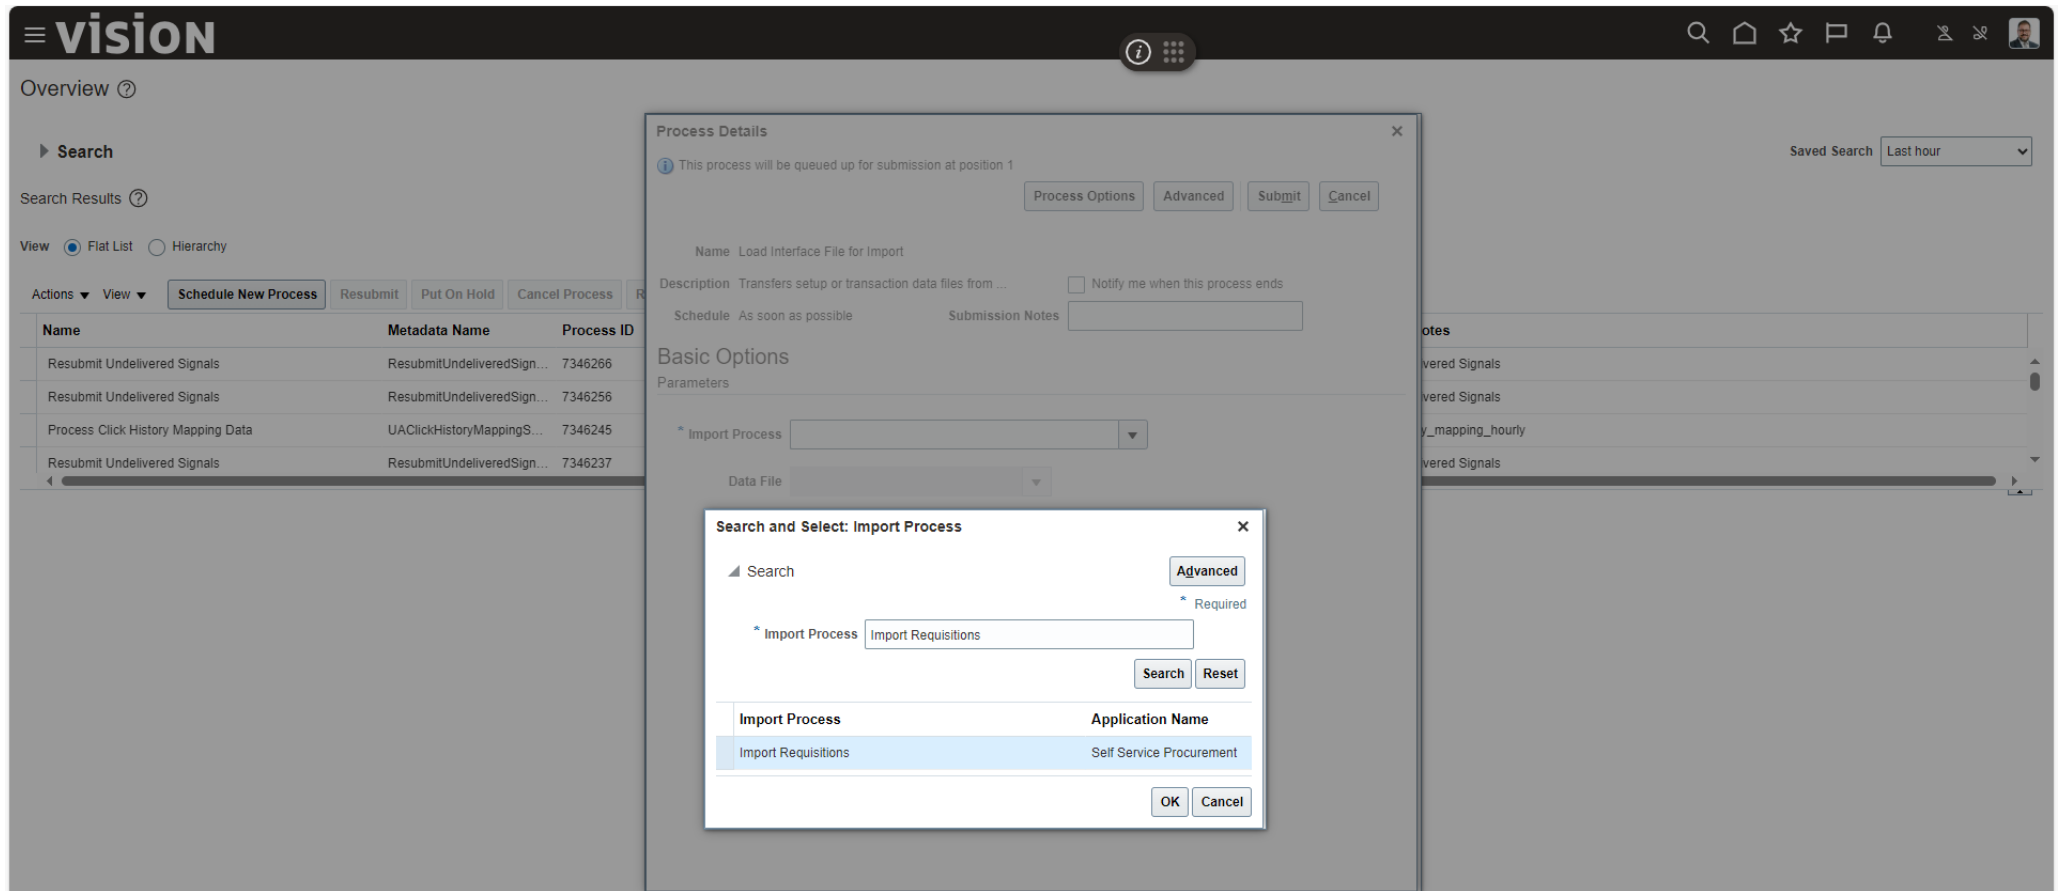 vision
Overview
Search
Saved Search Last hour
Search Results
View Flat List Hierarchy
Actions View Schedule New Process Resubmit Put On Hold Cancel Process R
Name Metadata Name Process ID otes
Resubmit Undelivered Signals ResubmitUndeliveredSign... 7346266 vered Signals
Resubmit Undelivered Signals ResubmitUndeliveredSign... 7346256 vered Signals
Process Click History Mapping Data UAClickHistoryMappingS... 7346245 y_mapping_hourly
Resubmit Undelivered Signals ResubmitUndeliveredSign... 7346237 vered Signals
Process Details
This process will be queued up for submission at position 1
Process Options Advanced Submit Cancel
Name Load Interface File for Import
Description Transfers setup or transaction data files from ... Notify me when this process ends
Schedule As soon as possible Submission Notes
Basic Options
Parameters
* Import Process
Data File
Search and Select: Import Process
Search Advanced
* Required
* Import Process Import Requisitions
Search Reset
Import Process Application Name
Import Requisitions Self Service Procurement
OK Cancel